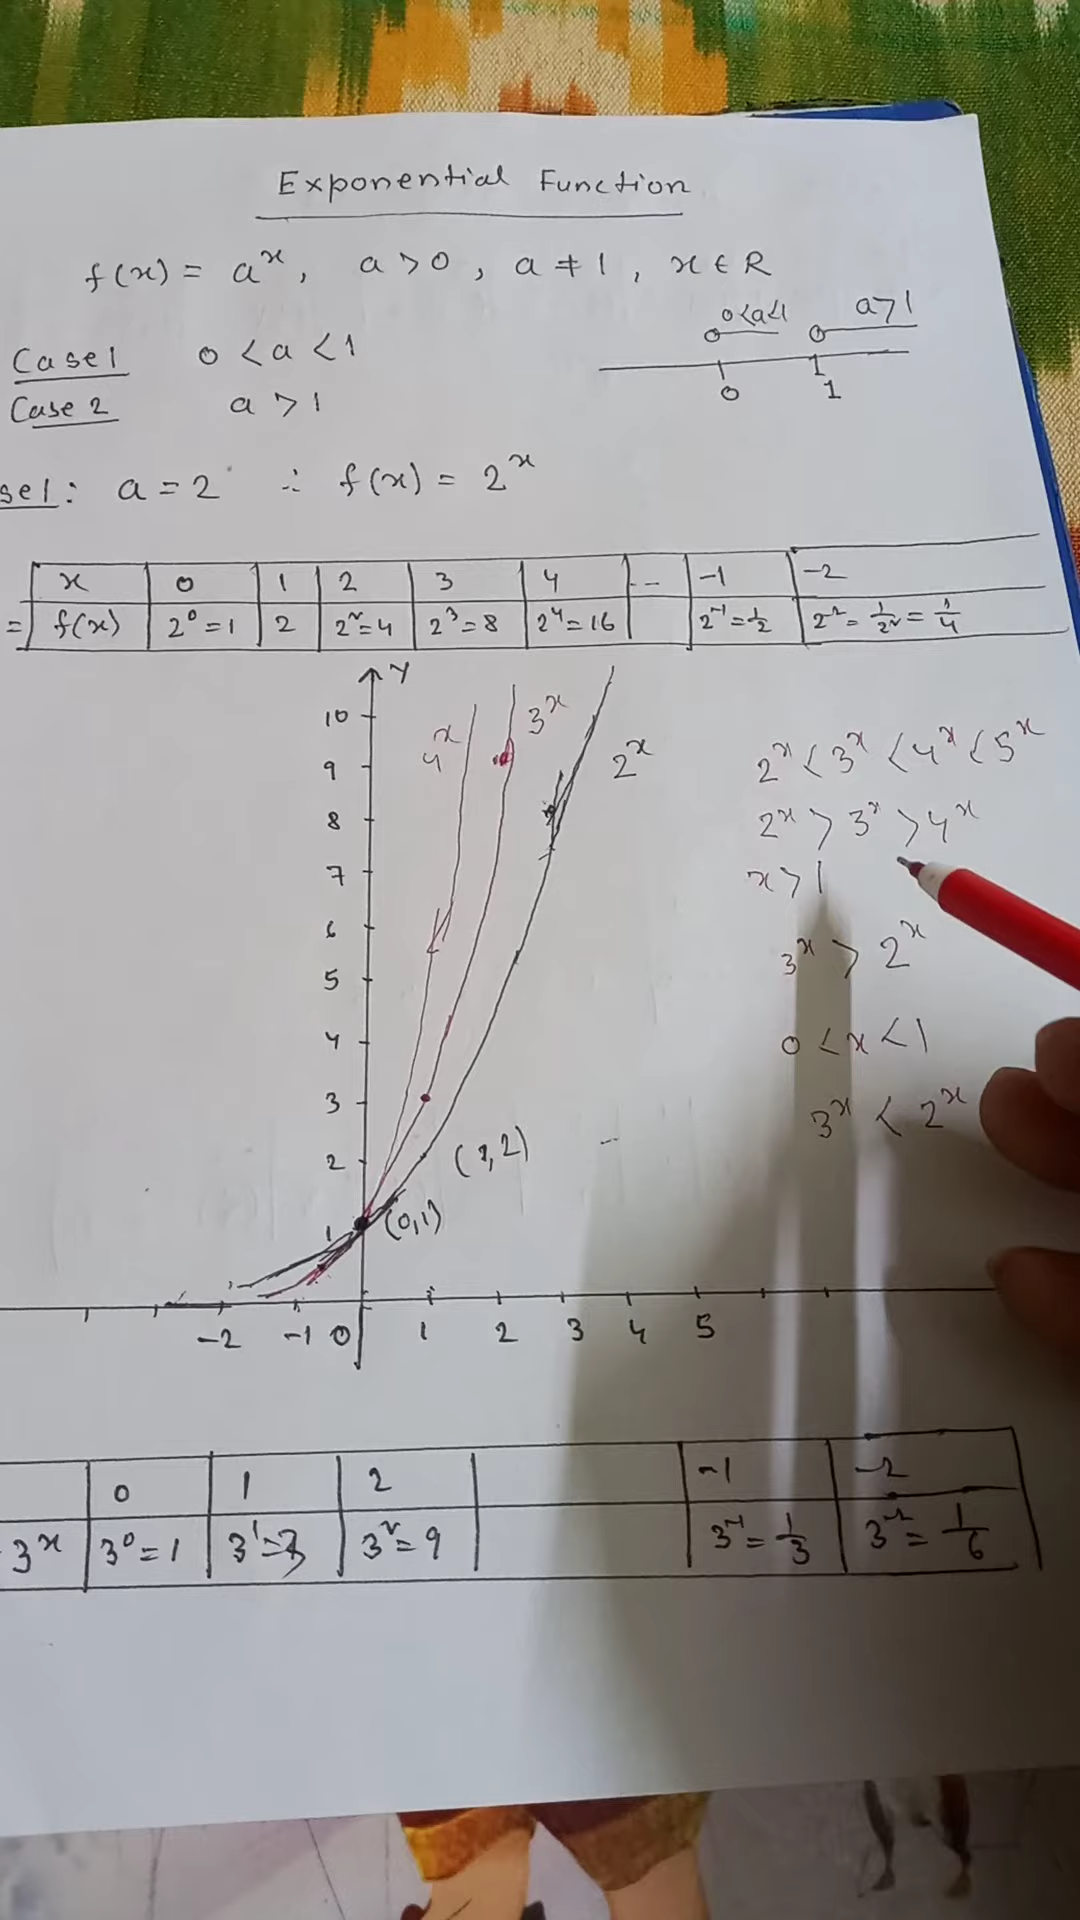 Exponential Function
f(x) = a^x, a > 0, a ≠ 1, x ∈ R
0<a<1 a>1
0 1
Case1 0 < a < 1
Case 2 a > 1
se1: a = 2 ∴ f(x) = 2^x
x 0 1 2 3 4 -- -1 -2
= f(x) 2^0=1 2 2^2=4 2^3=8 2^4=16 2^-1=1/2 2^-2=1/2^2=1/4
Y
10
9
8
7
6
5
4
3
2
1
4^x 3^x 2^x
(0,1)
-2 -1 0 1 2 3 4 5
2^x < 3^x < 4^x < 5^x
2^x > 3^x > 4^x
x > 1
3^x > 2^x
0 < x < 1
3^x < 2^x
0 1 2 -1 -2
3^x 3^0=1 3^1=3 3^2=9 3^-1=1/3 3^-2=1/6